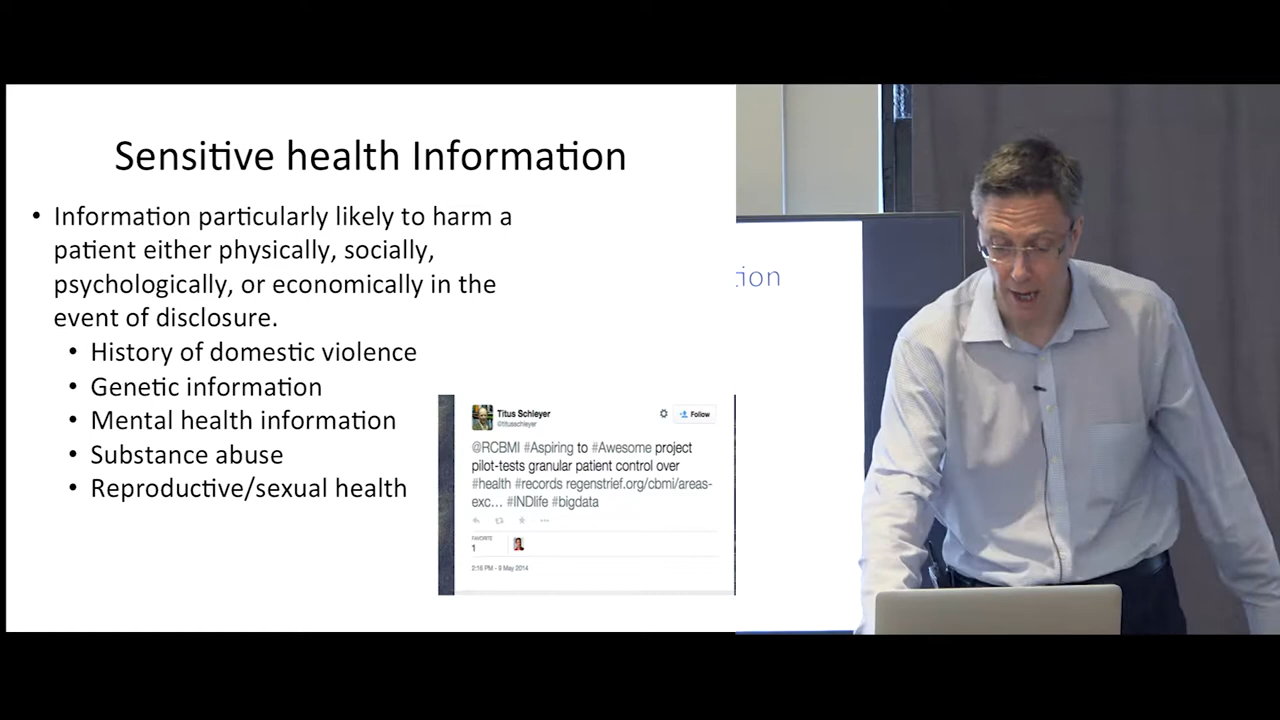 Sensitive health Information
• Information particularly likely to harm a
patient either physically, socially,
psychologically, or economically in the
event of disclosure.
• History of domestic violence
• Genetic information
• Mental health information
• Substance abuse
• Reproductive/sexual health
Titus Schleyer
@titusschleyer
Follow
@RCBMI #Aspiring to #Awesome project
pilot-tests granular patient control over
#health #records regenstrief.org/cbmi/areas-
exc... #INDlife #bigdata
FAVORITE
1
2:16 PM - 9 May 2014
tion